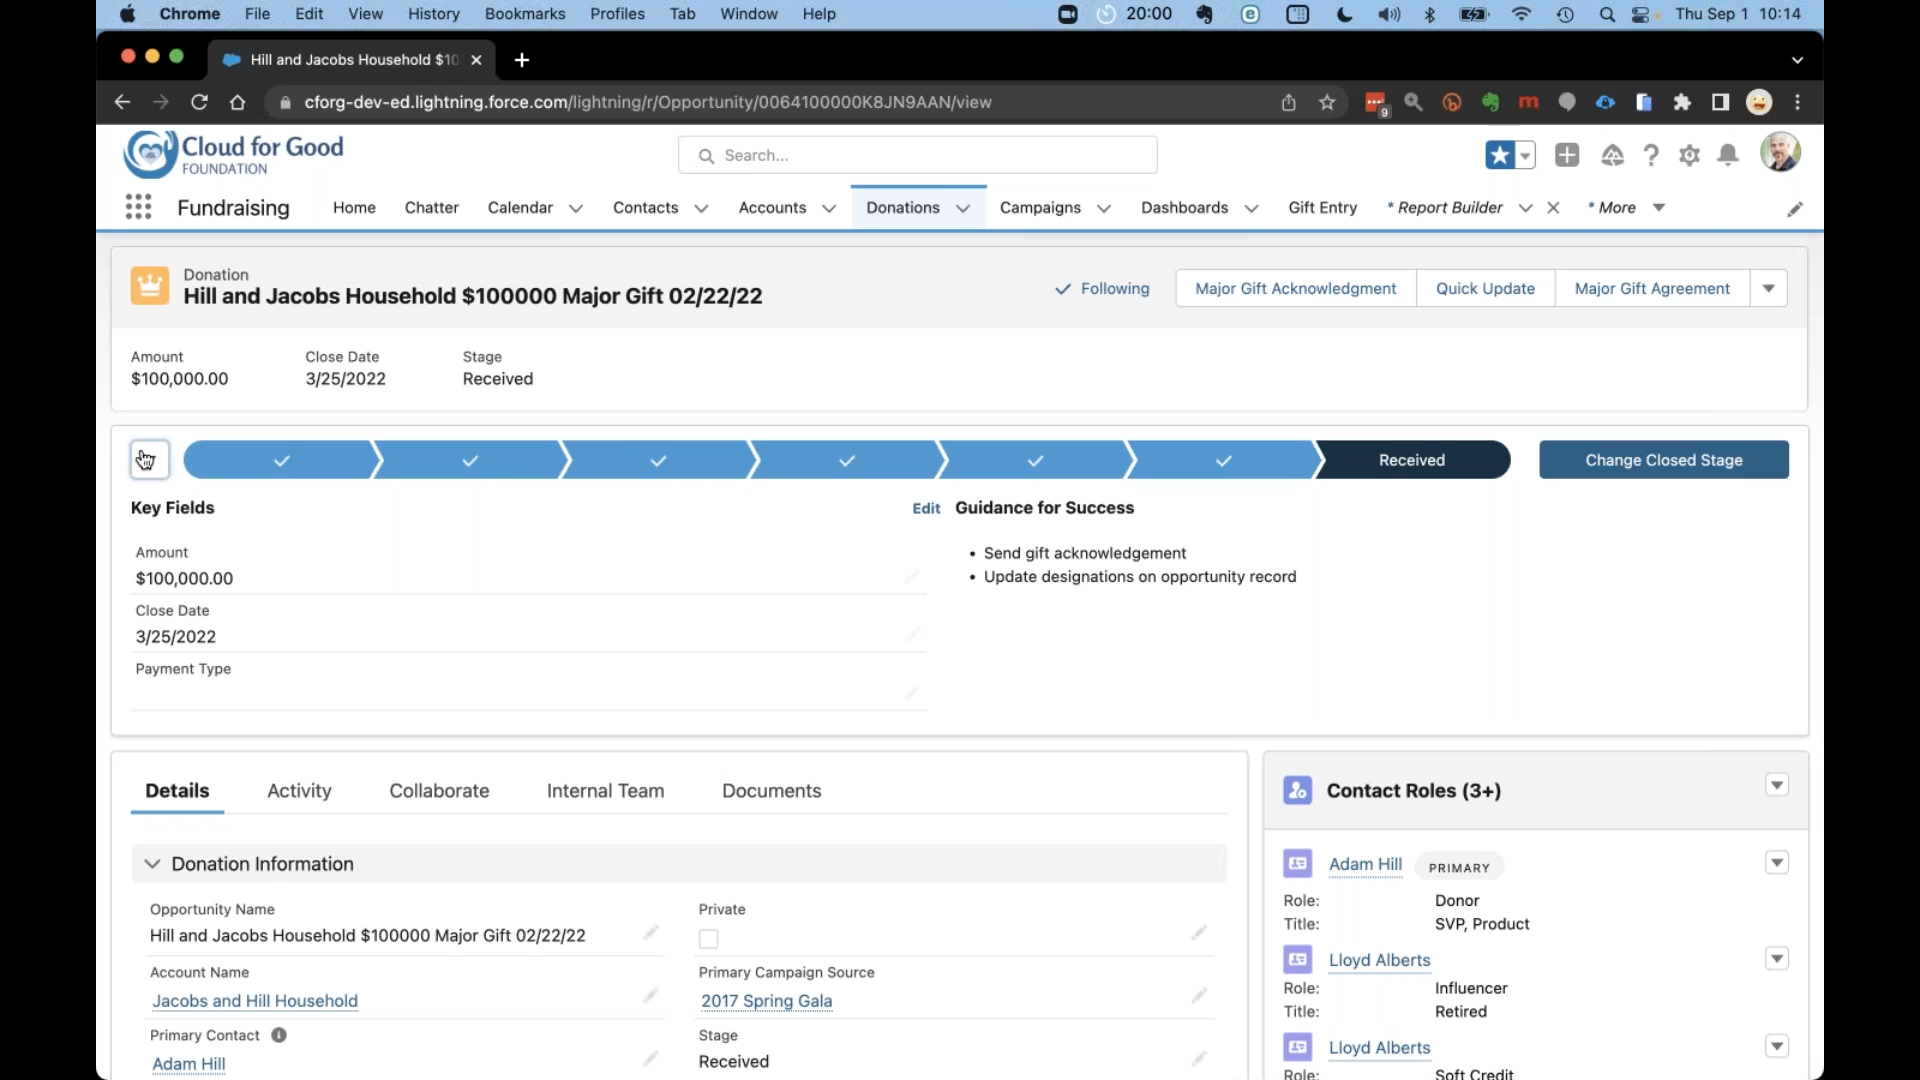 Chrome File Edit View History Bookmarks Profiles Tab Window Help 20:00 Thu Sep 1 10:14
Hill and Jacobs Household $10
cforg-dev-ed.lightning.force.com/lightning/r/Opportunity/0064100000K8JN9AAN/view 9
Cloud for Good
FOUNDATION
Search...
Fundraising Home Chatter Calendar Contacts Accounts Donations Campaigns Dashboards Gift Entry * Report Builder * More
Donation
Hill and Jacobs Household $100000 Major Gift 02/22/22
Following Major Gift Acknowledgment Quick Update Major Gift Agreement
Amount Close Date Stage
$100,000.00 3/25/2022 Received
Received Change Closed Stage
Key Fields Edit Guidance for Success
Amount
$100,000.00
Close Date
3/25/2022
Payment Type
• Send gift acknowledgement
• Update designations on opportunity record
Details Activity Collaborate Internal Team Documents
Donation Information
Opportunity Name
Hill and Jacobs Household $100000 Major Gift 02/22/22
Account Name
Jacobs and Hill Household
Primary Contact
Adam Hill
Private
Primary Campaign Source
2017 Spring Gala
Stage
Received
Contact Roles (3+)
Adam Hill PRIMARY
Role: Donor
Title: SVP, Product
Lloyd Alberts
Role: Influencer
Title: Retired
Lloyd Alberts
Role: Soft Credit